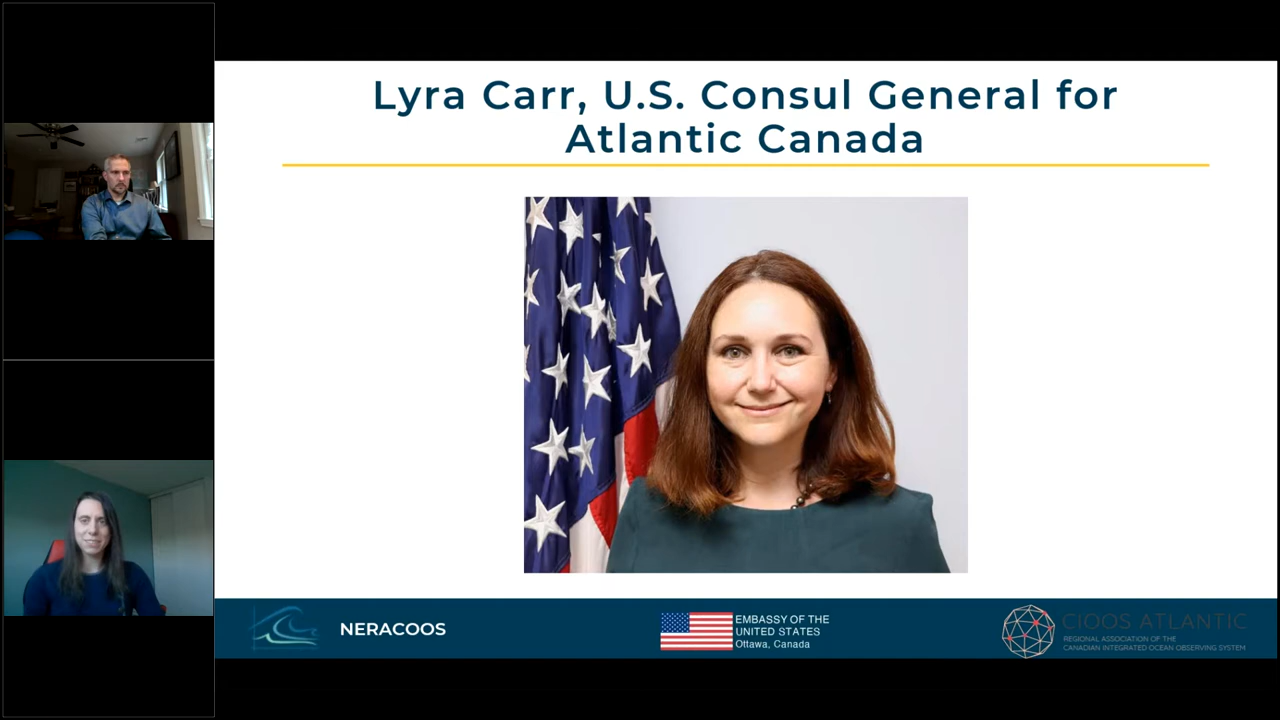 Lyra Carr, U.S. Consul General for
Atlantic Canada
NERACOOS
EMBASSY OF THE
UNITED STATES
Ottawa, Canada
CIOOS ATLANTIC
REGIONAL ASSOCIATION OF THE
CANADIAN INTEGRATED OCEAN OBSERVING SYSTEM